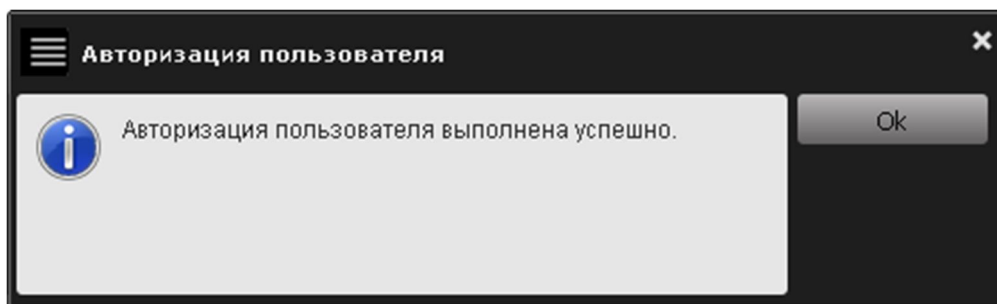 Авторизация пользователя
Авторизация пользователя выполнена успешно.
Ok